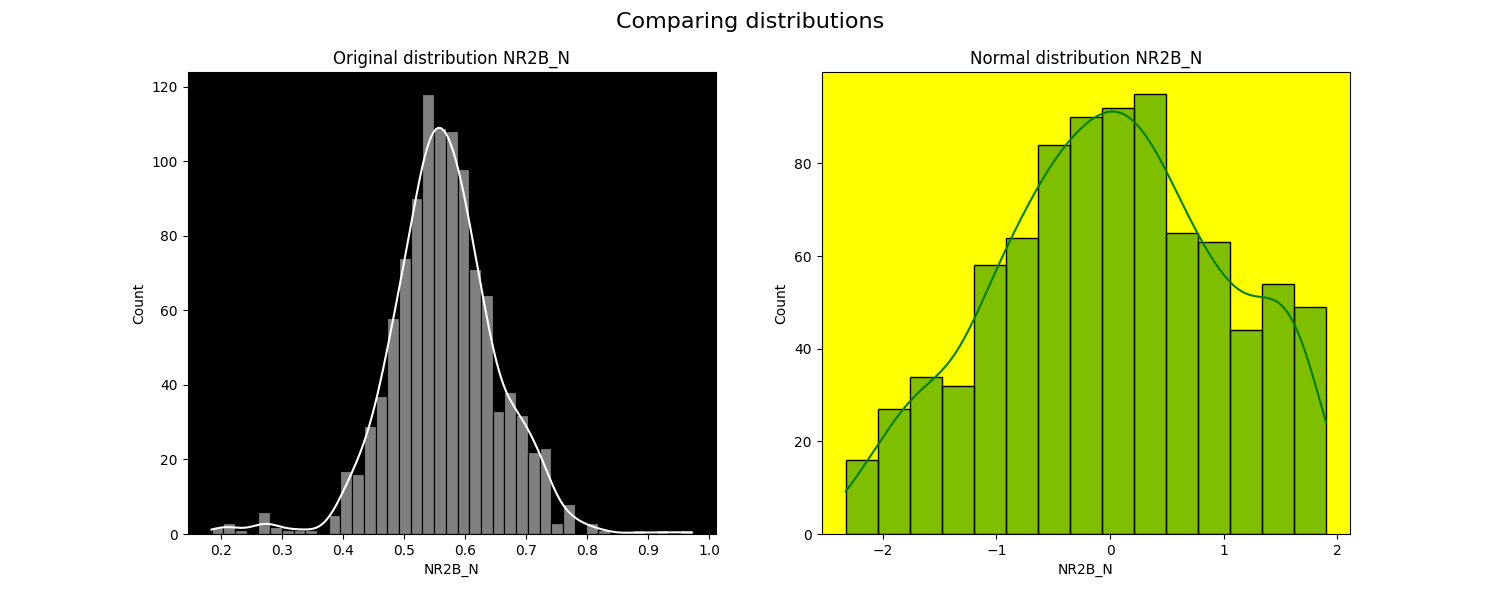 Comparing distributions
Original distribution NR2B_N
120
100
80
60
40
20
0
Count
0.2 0.3 0.4 0.5 0.6 0.7 0.8 0.9 1.0
NR2B_N
Normal distribution NR2B_N
80
60
40
20
0
Count
−2 −1 0 1 2
NR2B_N